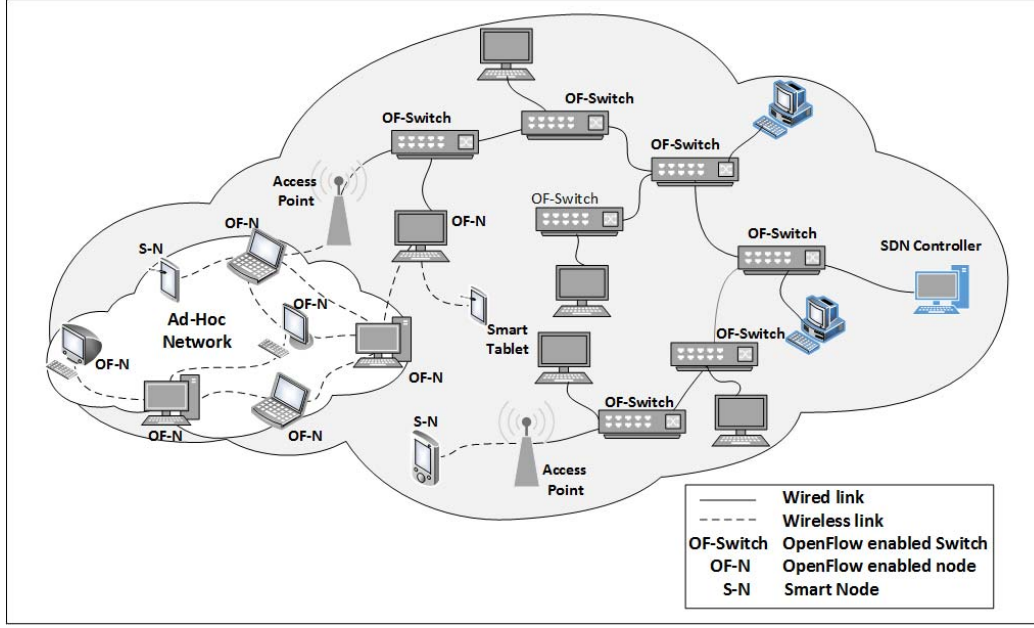 OF-Switch
OF-Switch
OF-Switch
Access
Point
OF-Switch
OF-N
OF-N
S-N
OF-Switch
SDN Controller
OF-N
Ad-Hoc
Network
Smart
Tablet
OF-Switch
OF-N
OF-N
OF-Switch
S-N
OF-N
OF-N
Access
Point
Wired link
Wireless link
OF-Switch OpenFlow enabled Switch
OF-N OpenFlow enabled node
S-N Smart Node